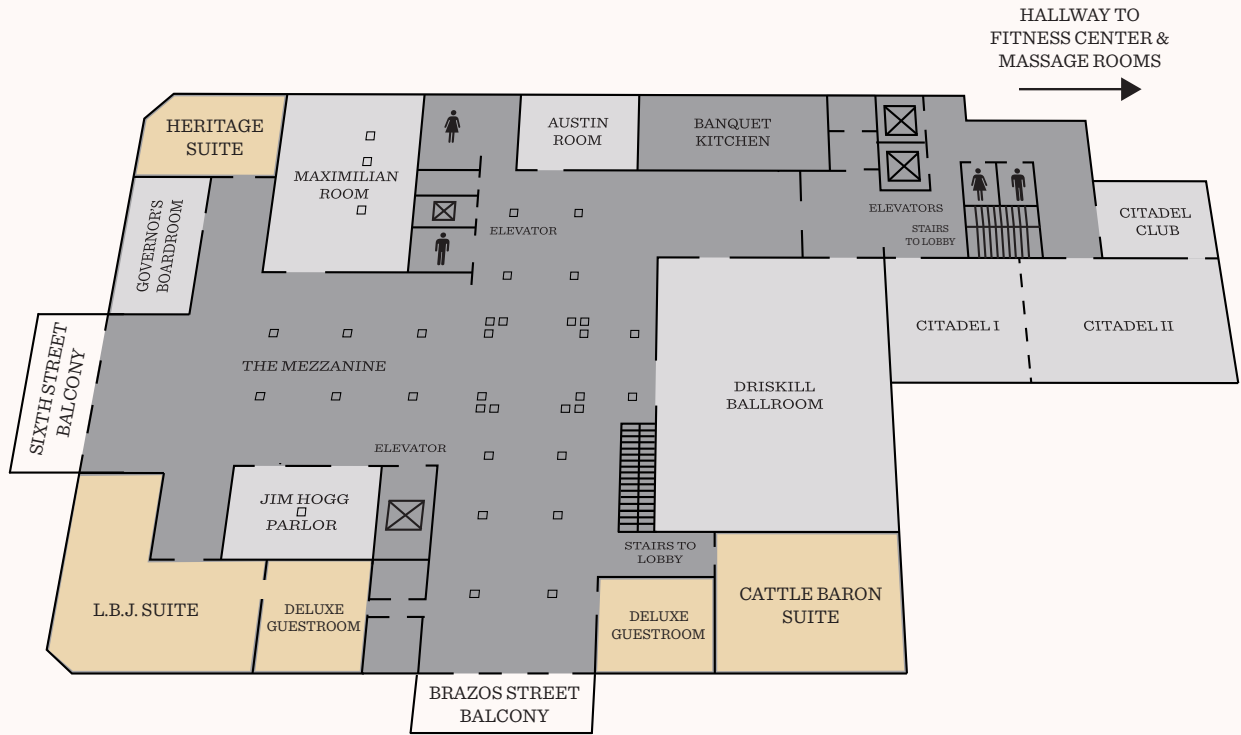 HALLWAY TO
FITNESS CENTER &
MASSAGE ROOMS
HERITAGE
SUITE
MAXIMILIAN
ROOM
AUSTIN
ROOM
BANQUET
KITCHEN
GOVERNOR'S
BOARDROOM
ELEVATOR
ELEVATORS
STAIRS
TO LOBBY
CITADEL
CLUB
CITADEL I
CITADEL II
SIXTH STREET
BALCONY
THE MEZZANINE
DRISKILL
BALLROOM
ELEVATOR
JIM HOGG
PARLOR
STAIRS TO
LOBBY
L.B.J. SUITE
DELUXE
GUESTROOM
DELUXE
GUESTROOM
CATTLE BARON
SUITE
BRAZOS STREET
BALCONY